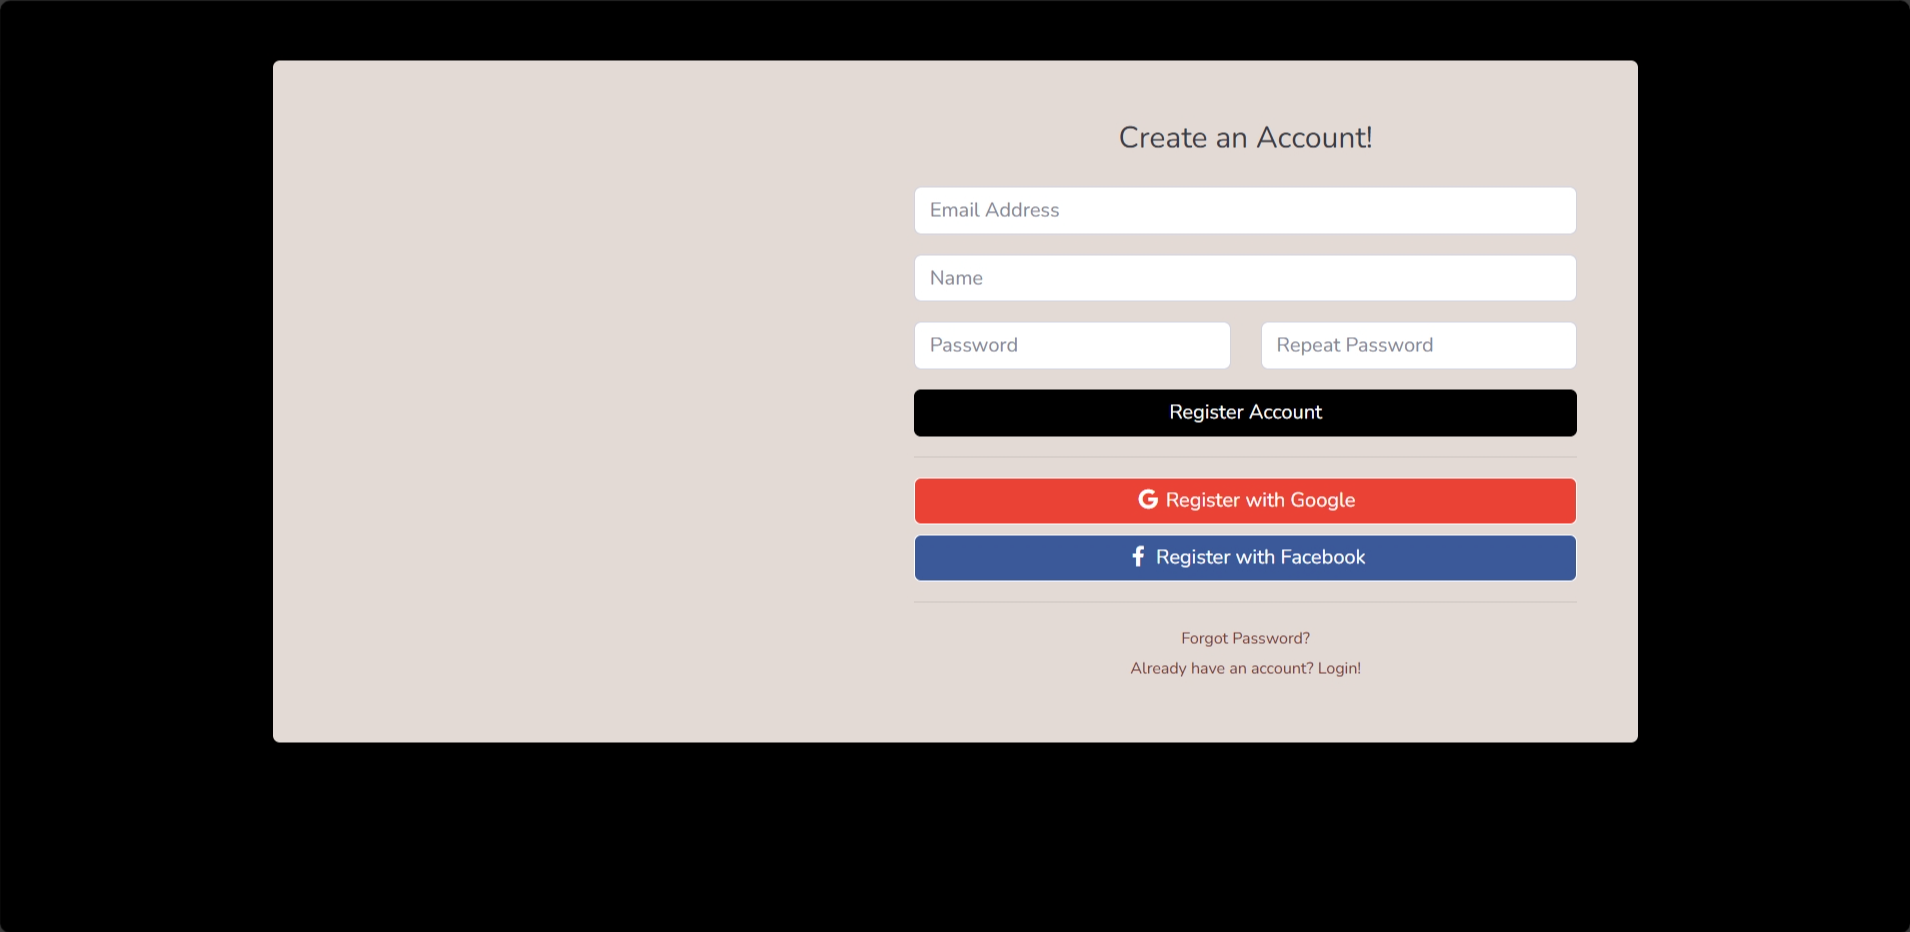 Create an Account!
Email Address
Name
Password
Repeat Password
Register Account
Register with Google
Register with Facebook
Forgot Password?
Already have an account? Login!